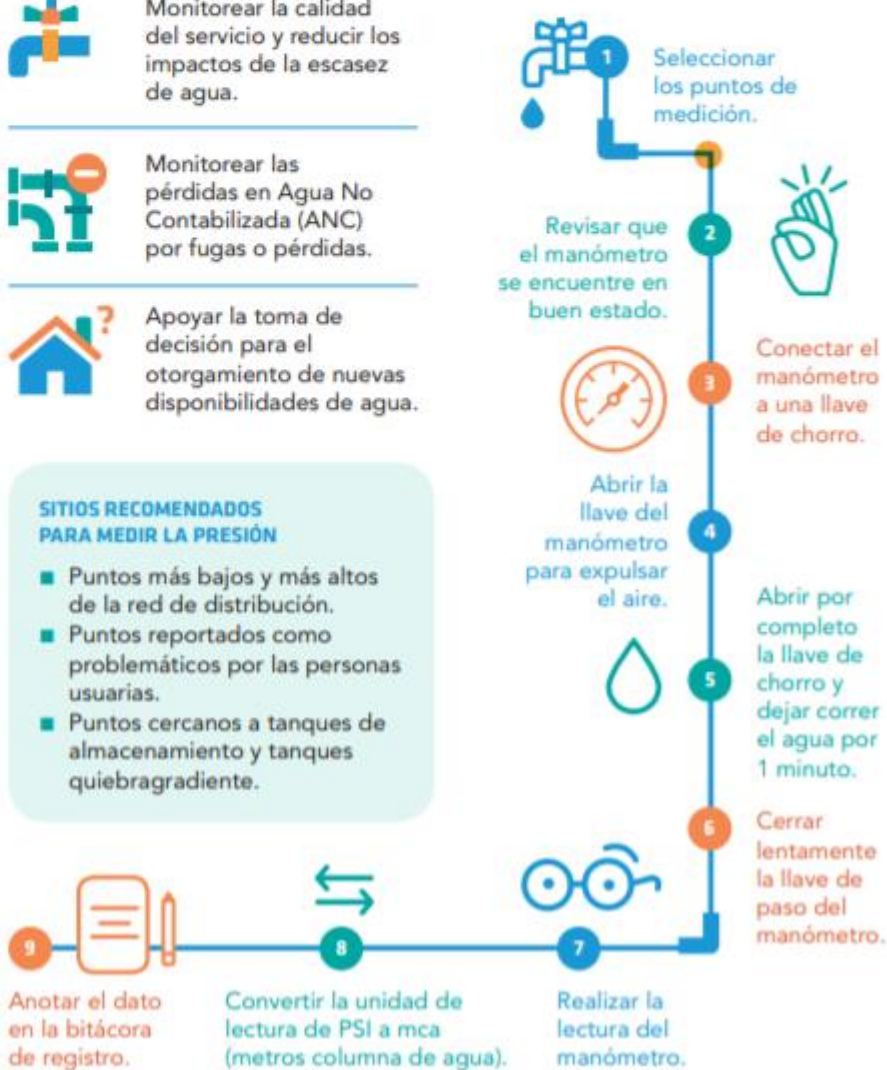 Monitorear la calidad
del servicio y reducir los
impactos de la escasez
de agua.
Monitorear las
pérdidas en Agua No
Contabilizada (ANC)
por fugas o pérdidas.
?
Apoyar la toma de
decisión para el
otorgamiento de nuevas
disponibilidades de agua.
SITIOS RECOMENDADOS
PARA MEDIR LA PRESIÓN
Puntos más bajos y más altos
de la red de distribución.
Puntos reportados como
problemáticos por las personas
usuarias.
Puntos cercanos a tanques de
almacenamiento y tanques
quiebragradiente.
1
Seleccionar
los puntos de
medición.
2
Revisar que
el manómetro
se encuentre en
buen estado.
3
Conectar el
manómetro
a una llave
de chorro.
4
Abrir la
llave del
manómetro
para expulsar
el aire.
5
Abrir por
completo
la llave de
chorro y
dejar correr
el agua por
1 minuto.
6
Cerrar
lentamente
la llave de
paso del
manómetro.
7
Realizar la
lectura del
manómetro.
8
Convertir la unidad de
lectura de PSI a mca
(metros columna de agua).
9
Anotar el dato
en la bitácora
de registro.